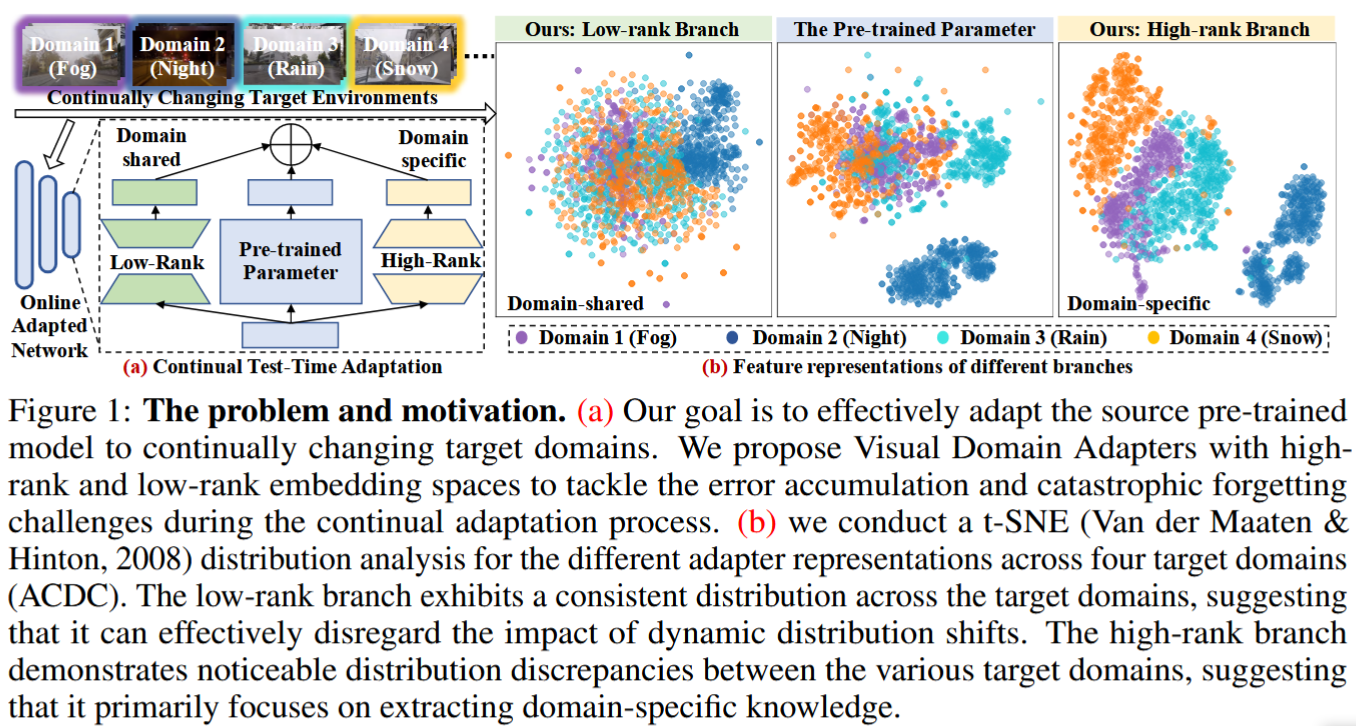 Domain 1
(Fog)
Domain 2
(Night)
Domain 3
(Rain)
Domain 4
(Snow)
Continually Changing Target Environments
Domain
shared
Domain
specific
Low-Rank
Pre-trained
Parameter
High-Rank
Online
Adapted
Network
(a) Continual Test-Time Adaptation
Ours: Low-rank Branch
The Pre-trained Parameter
Ours: High-rank Branch
Domain-shared
Domain-specific
Domain 1 (Fog)
Domain 2 (Night)
Domain 3 (Rain)
Domain 4 (Snow)
(b) Feature representations of different branches
Figure 1: The problem and motivation. (a) Our goal is to effectively adapt the source pre-trained
model to continually changing target domains. We propose Visual Domain Adapters with high-
rank and low-rank embedding spaces to tackle the error accumulation and catastrophic forgetting
challenges during the continual adaptation process. (b) we conduct a t-SNE (Van der Maaten &
Hinton, 2008) distribution analysis for the different adapter representations across four target domains
(ACDC). The low-rank branch exhibits a consistent distribution across the target domains, suggesting
that it can effectively disregard the impact of dynamic distribution shifts. The high-rank branch
demonstrates noticeable distribution discrepancies between the various target domains, suggesting
that it primarily focuses on extracting domain-specific knowledge.